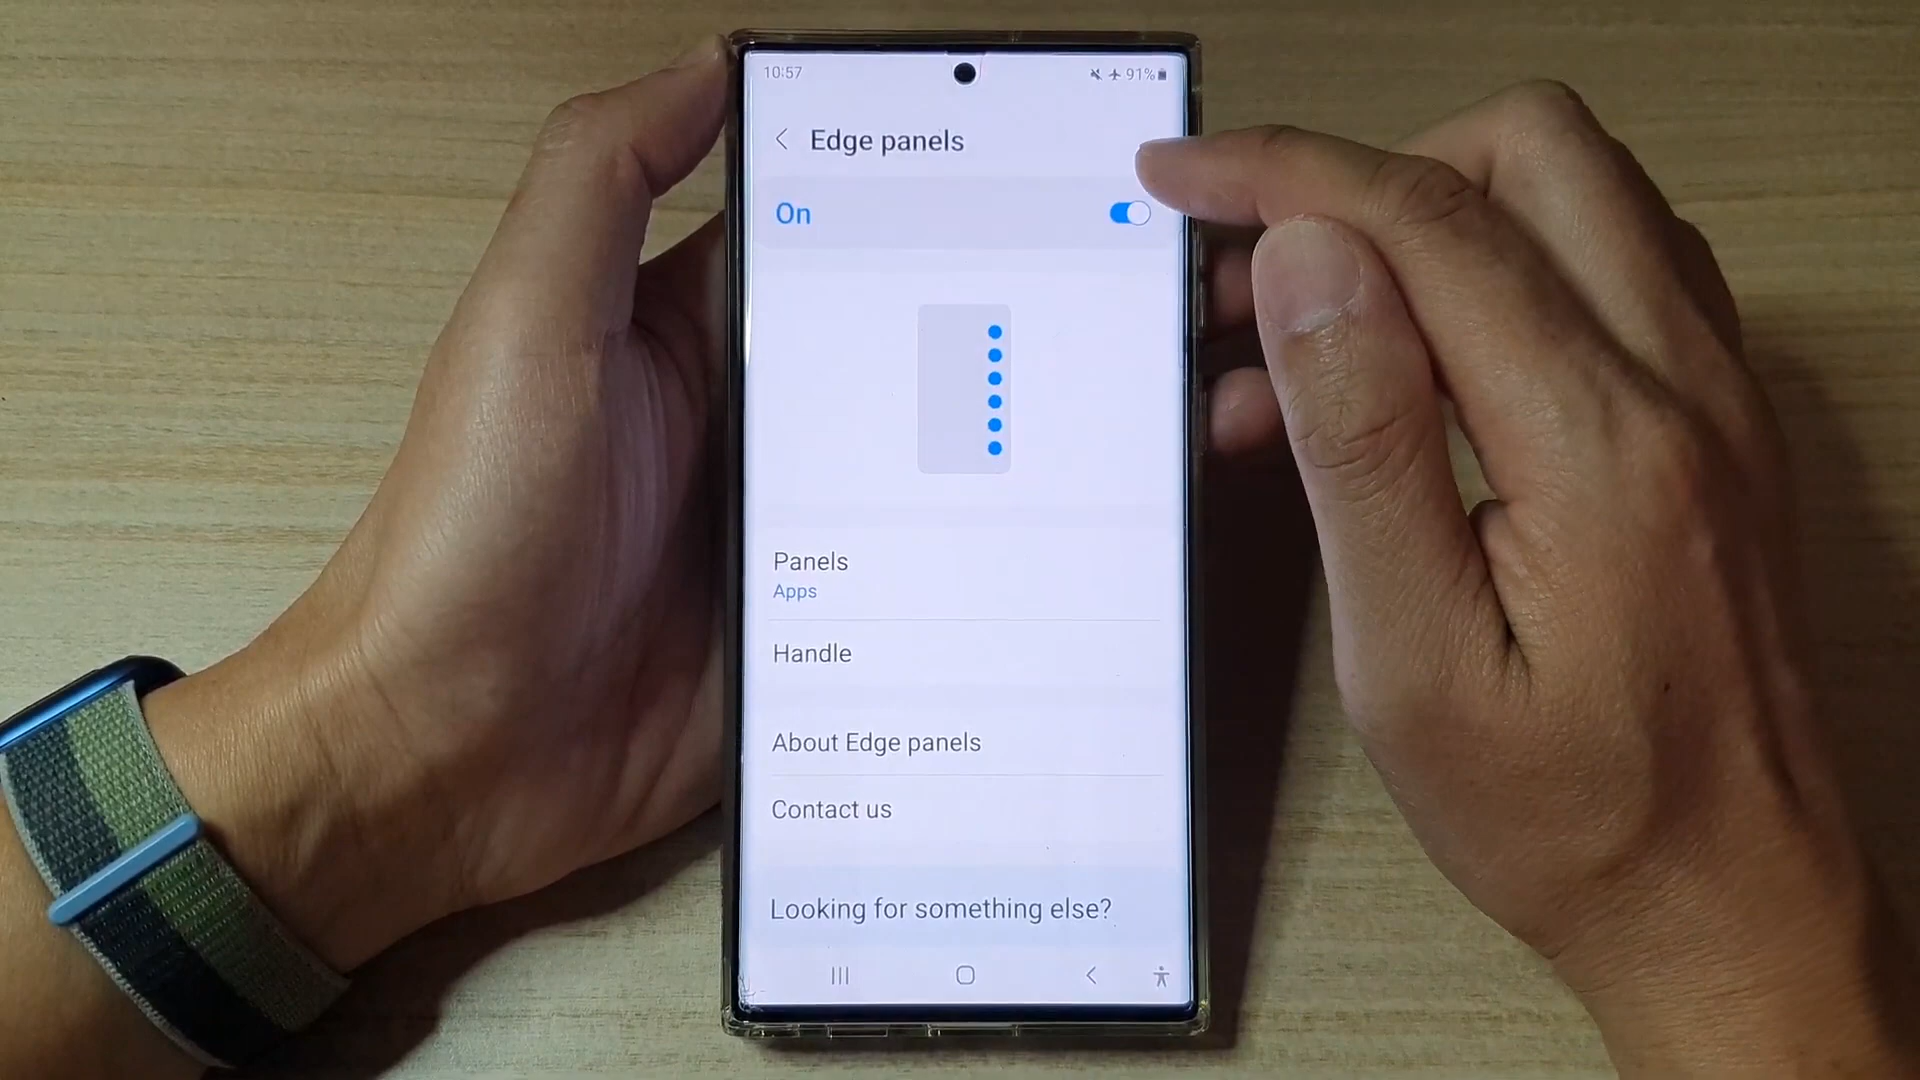 10:57 91%
Edge panels
On
Panels
Apps
Handle
About Edge panels
Contact us
Looking for something else?